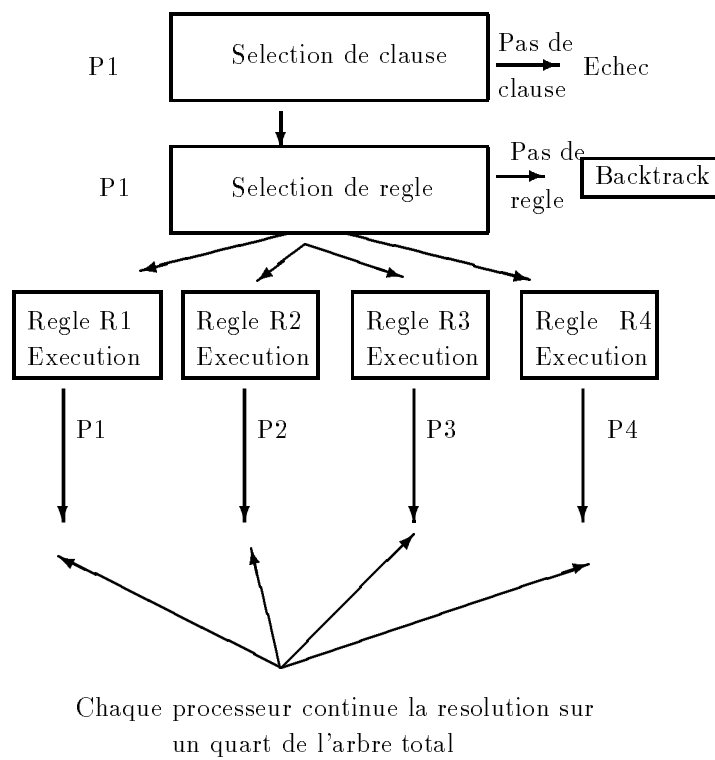 P1
Selection de clause
Pas de
clause
Echec
P1
Selection de regle
Pas de
regle
Backtrack
Regle R1
Execution
Regle R2
Execution
Regle R3
Execution
Regle R4
Execution
P1
P2
P3
P4
Chaque processeur continue la resolution sur
un quart de l'arbre total